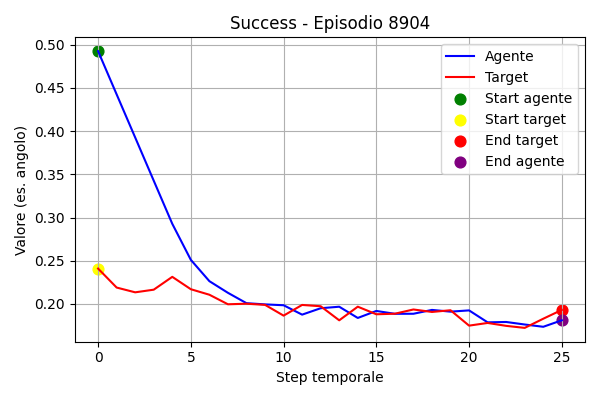 Success - Episodio 8904
Valore (es. angolo)
0.50
0.45
0.40
0.35
0.30
0.25
0.20
Agente
Target
Start agente
Start target
End target
End agente
0
5
10
15
20
25
Step temporale